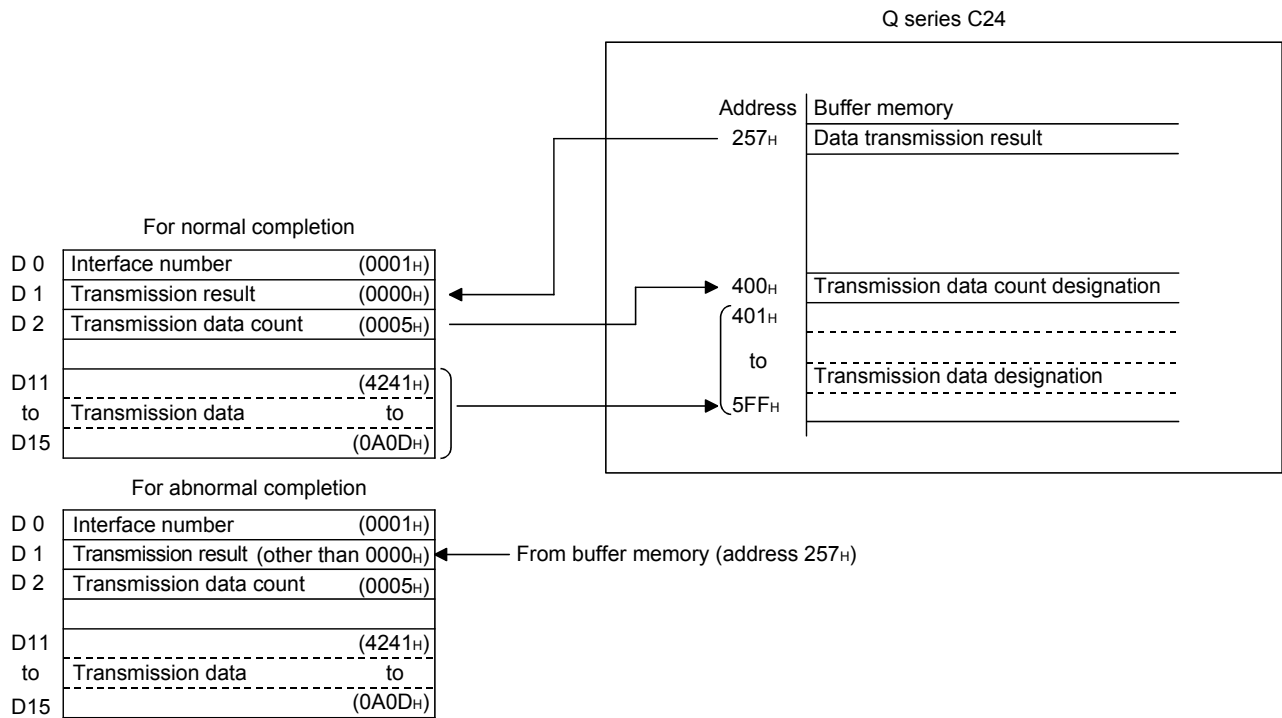 Q series C24
Address Buffer memory
257H Data transmission result
400H Transmission data count designation
401H
to
Transmission data designation
5FFH
For normal completion
D 0 Interface number (0001H)
D 1 Transmission result (0000H)
D 2 Transmission data count (0005H)
D11 (4241H)
to Transmission data to
D15 (0A0DH)
For abnormal completion
D 0 Interface number (0001H)
D 1 Transmission result (other than 0000H) From buffer memory (address 257H)
D 2 Transmission data count (0005H)
D11 (4241H)
to Transmission data to
D15 (0A0DH)